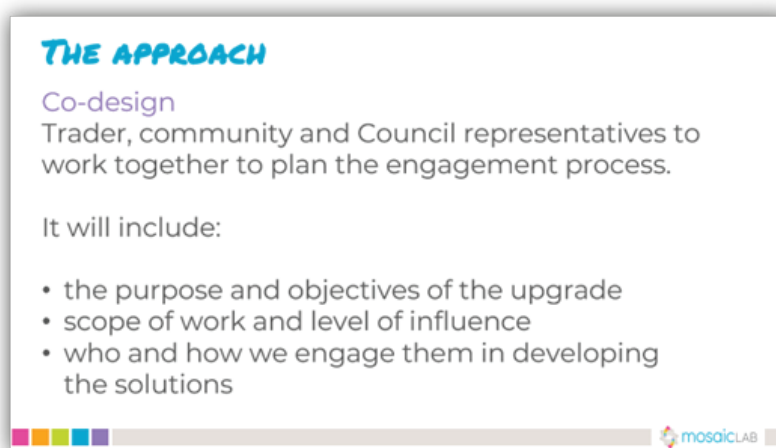 THE APPROACH
Co-design
Trader, community and Council representatives to
work together to plan the engagement process.
It will include:
• the purpose and objectives of the upgrade
• scope of work and level of influence
• who and how we engage them in developing
the solutions
mosaicLAB